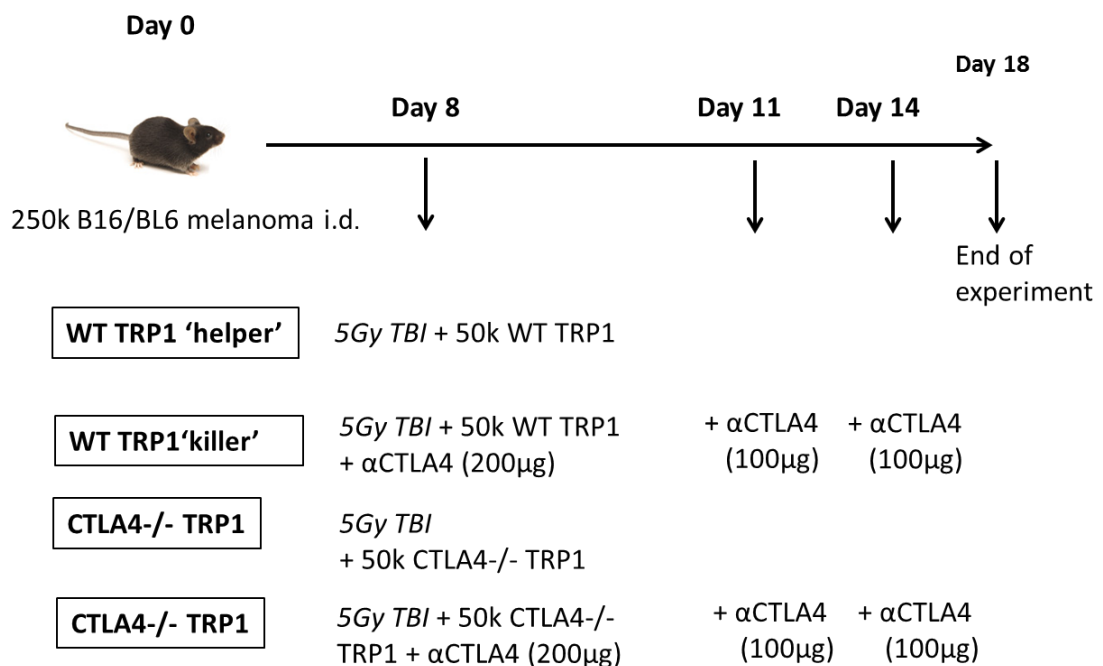 Day 0
Day 18
Day 8
Day 11
Day 14
250k B16/BL6 melanoma i.d.
End of
experiment
WT TRP1 ‘helper’
5Gy TBI + 50k WT TRP1
WT TRP1‘killer’
5Gy TBI + 50k WT TRP1
+ αCTLA4 (200µg)
+ αCTLA4
(100µg)
+ αCTLA4
(100µg)
CTLA4-/- TRP1
5Gy TBI
+ 50k CTLA4-/- TRP1
CTLA4-/- TRP1
5Gy TBI + 50k CTLA4-/-
TRP1 + αCTLA4 (200µg)
+ αCTLA4
(100µg)
+ αCTLA4
(100µg)